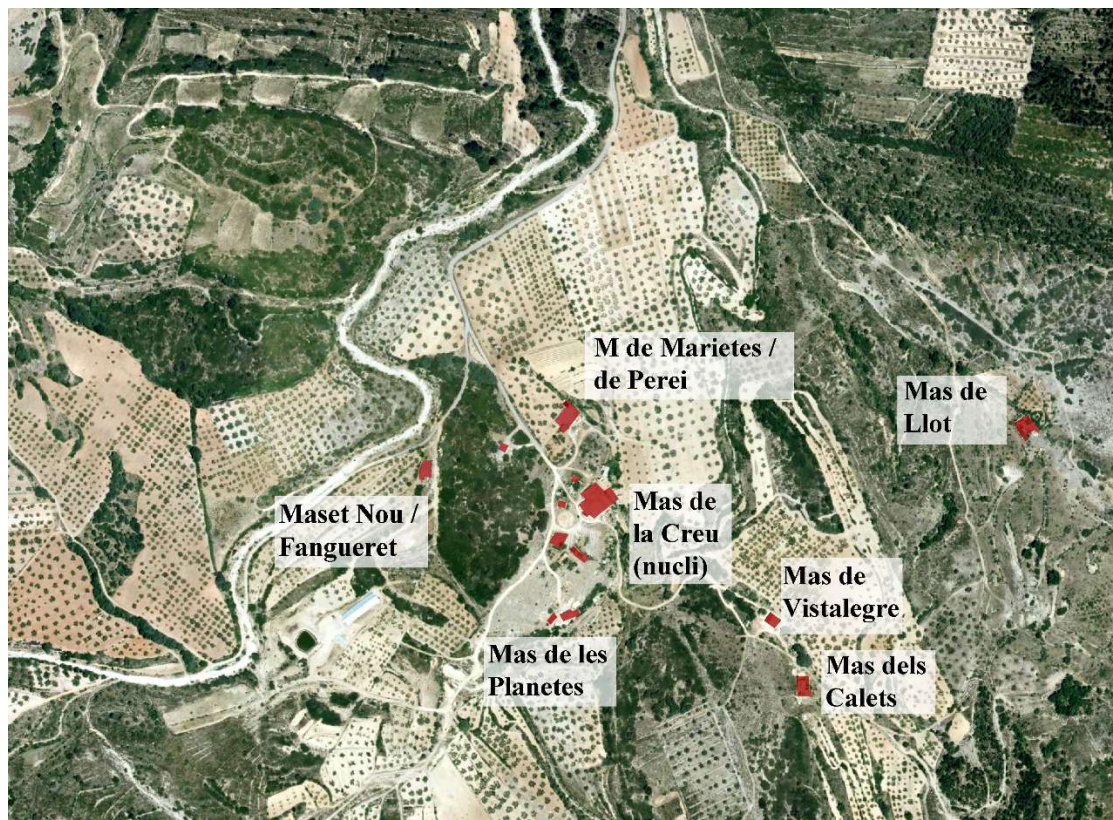 M de Marietes /
de Perei
Mas de
Llot
Maset Nou /
Fangueret
Mas de
la Creu
(nucli)
Mas de
Vistalegre
Mas de les
Planetes
Mas dels
Calets